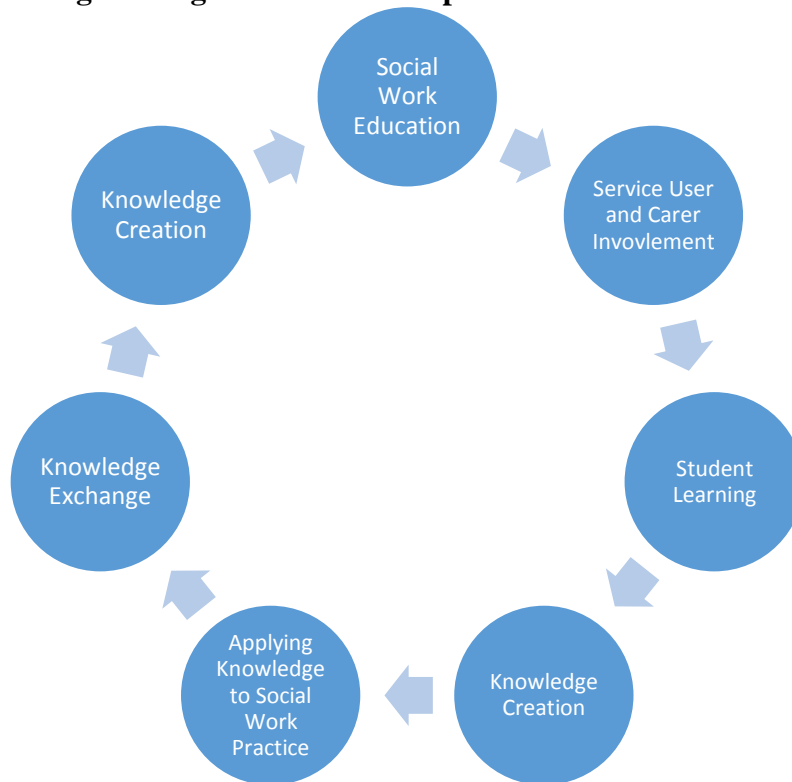 Social
Work
Education
Service User
and Carer
Invovlement
Student
Learning
Knowledge
Creation
Applying
Knowledge
to Social
Work
Practice
Knowledge
Exchange
Knowledge
Creation